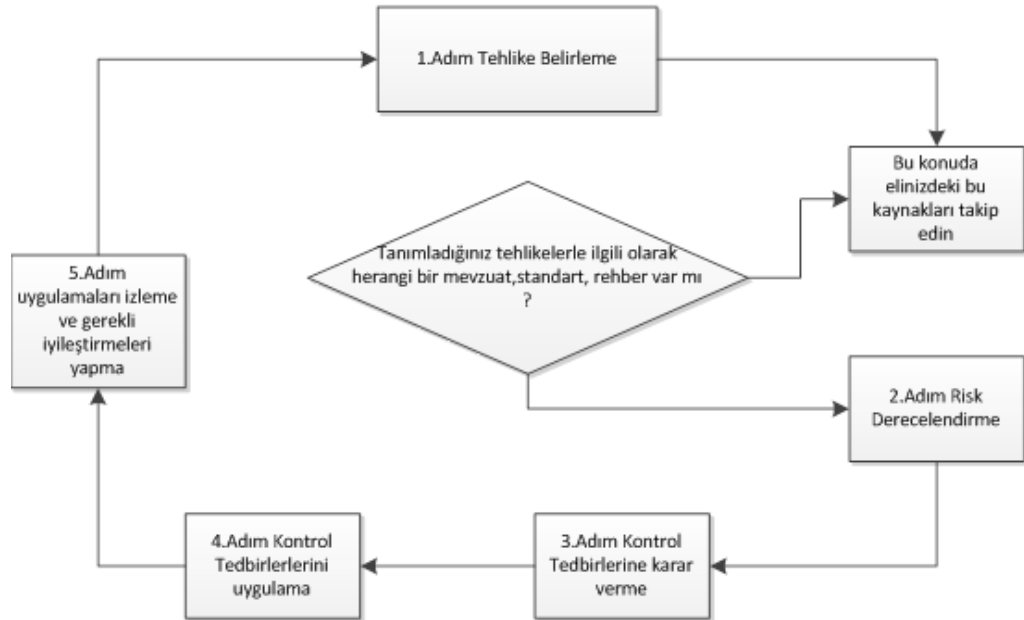 1.Adım Tehlike Belirleme
Bu konuda
elinizdeki bu
kaynakları takip
edin
Tanımladığınız tehlikelerle ilgili olarak
herangi bir mevzuat,standart, rehber var mı
?
5.Adım
uygulamaları izleme
ve gerekli
iyileştirmeleri
yapma
2.Adım Risk
Derecelendirme
4.Adım Kontrol
Tedbirlerlerini
uygulama
3.Adım Kontrol
Tedbirlerine karar
verme